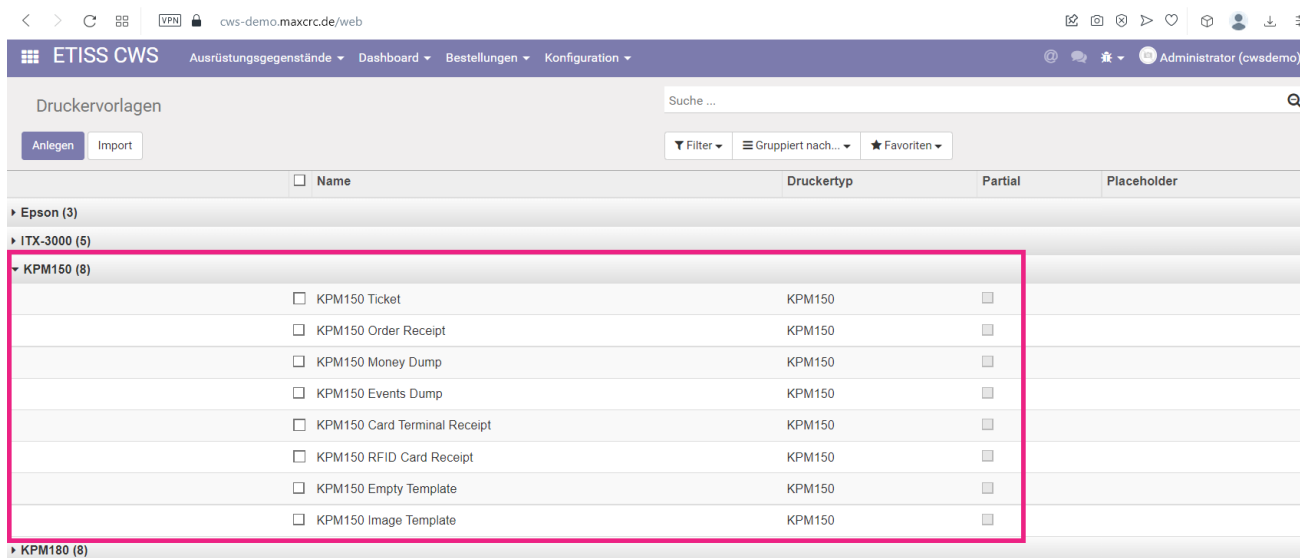 VPN cws-demo.maxcrc.de/web
ETISS CWS Ausrüstungsgegenstände Dashboard Bestellungen Konfiguration @ Administrator (cwsdemo)
Druckervorlagen Suche ...
Anlegen Import Filter Gruppiert nach... Favoriten
Name Druckertyp Partial Placeholder
Epson (3)
ITX-3000 (5)
KPM150 (8)
KPM150 Ticket KPM150
KPM150 Order Receipt KPM150
KPM150 Money Dump KPM150
KPM150 Events Dump KPM150
KPM150 Card Terminal Receipt KPM150
KPM150 RFID Card Receipt KPM150
KPM150 Empty Template KPM150
KPM150 Image Template KPM150
KPM180 (8)